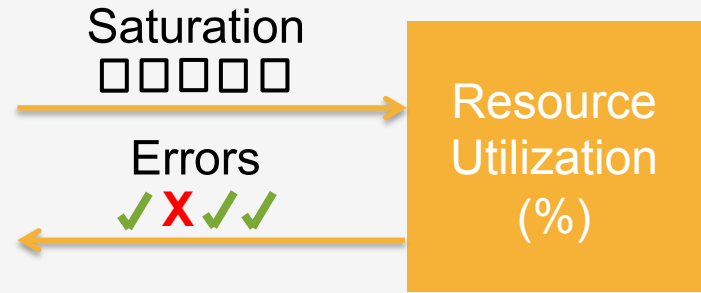 Saturation
Errors
X
Resource
Utilization
(%)